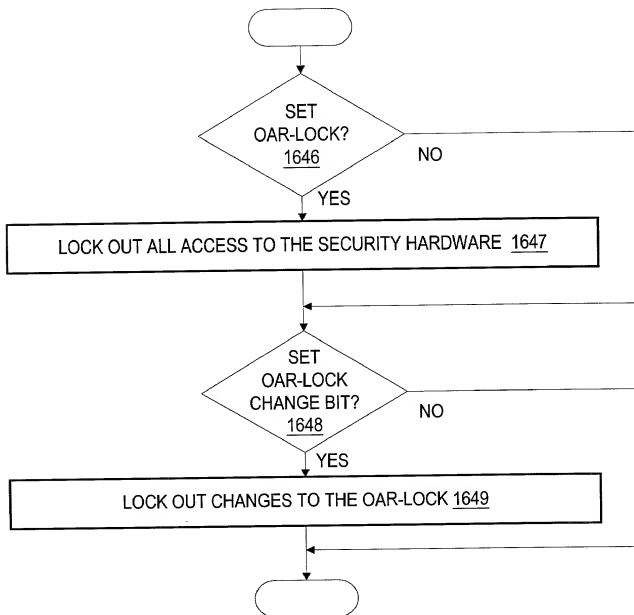 SET
OAR-LOCK?
1646
NO
YES
LOCK OUT ALL ACCESS TO THE SECURITY HARDWARE 1647
SET
OAR-LOCK
CHANGE BIT?
1648
NO
YES
LOCK OUT CHANGES TO THE OAR-LOCK 1649